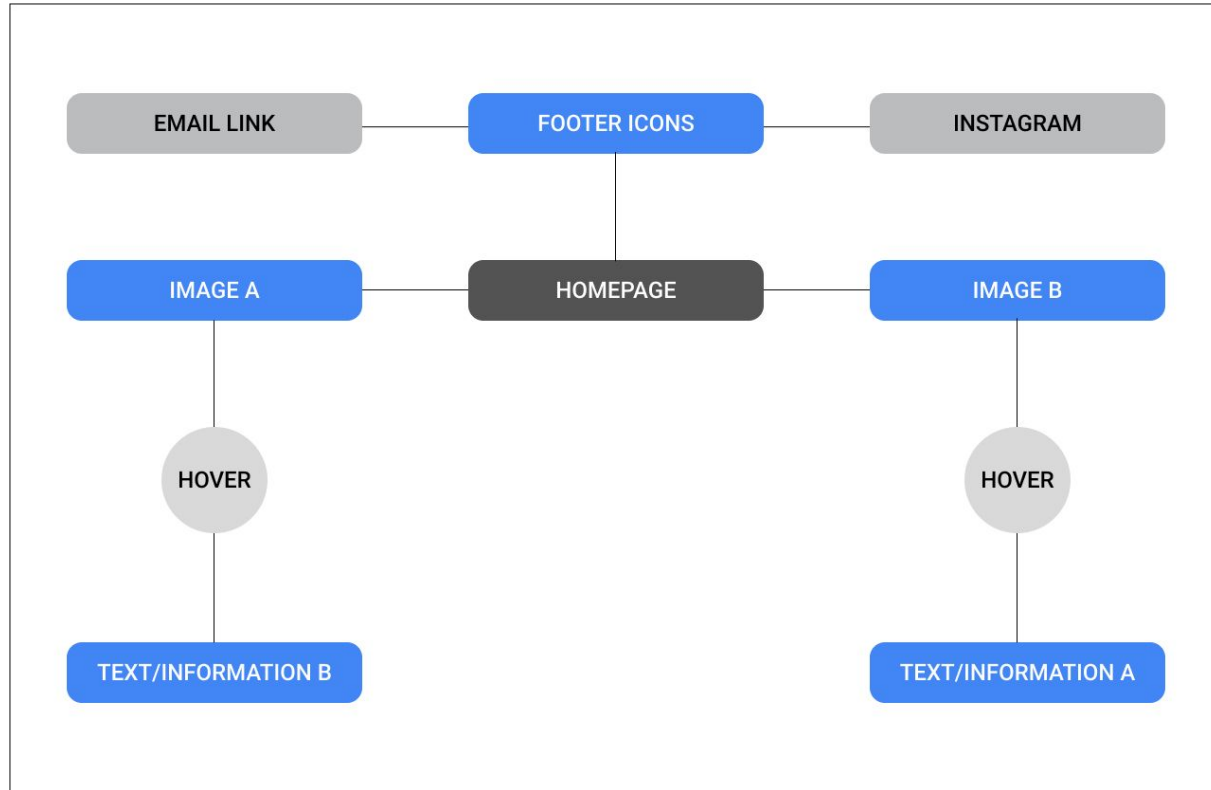 EMAIL LINK
FOOTER ICONS
INSTAGRAM
IMAGE A
HOMEPAGE
IMAGE B
HOVER
HOVER
TEXT/INFORMATION B
TEXT/INFORMATION A